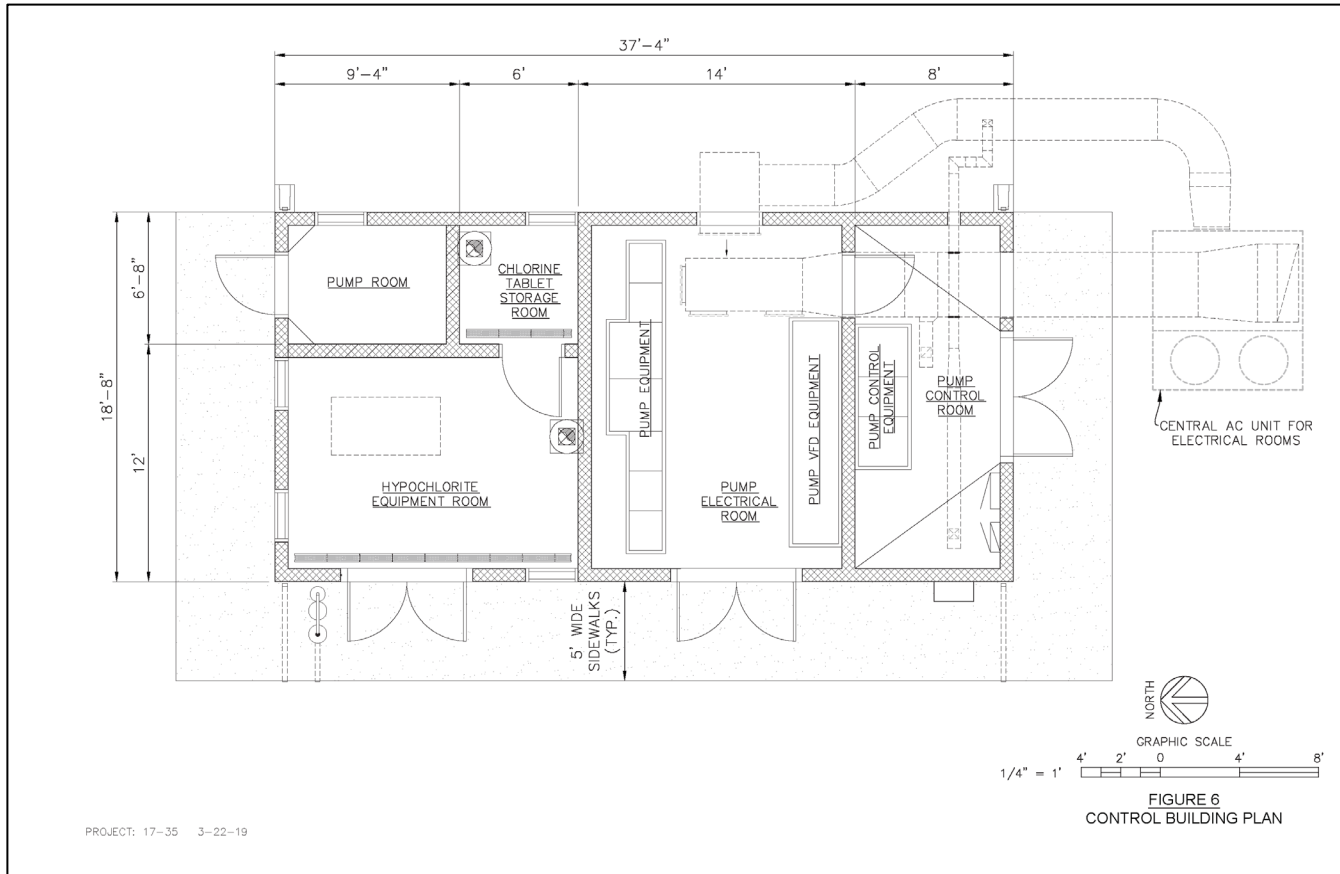 37'-4"
9'-4"
6'
14'
8'
18'-8"
6'-8"
12'
PUMP ROOM
CHLORINE
TABLET
STORAGE
ROOM
HYPOCHLORITE
EQUIPMENT ROOM
PUMP EQUIPMENT
PUMP
ELECTRICAL
ROOM
PUMP VFD EQUIPMENT
PUMP CONTROL
EQUIPMENT
PUMP
CONTROL
ROOM
CENTRAL AC UNIT FOR
ELECTRICAL ROOMS
5' WIDE
SIDEWALKS
(TYP.)
NORTH
GRAPHIC SCALE
4' 2' 0 4' 8'
1/4" = 1'
FIGURE 6
CONTROL BUILDING PLAN
PROJECT: 17-35 3-22-19